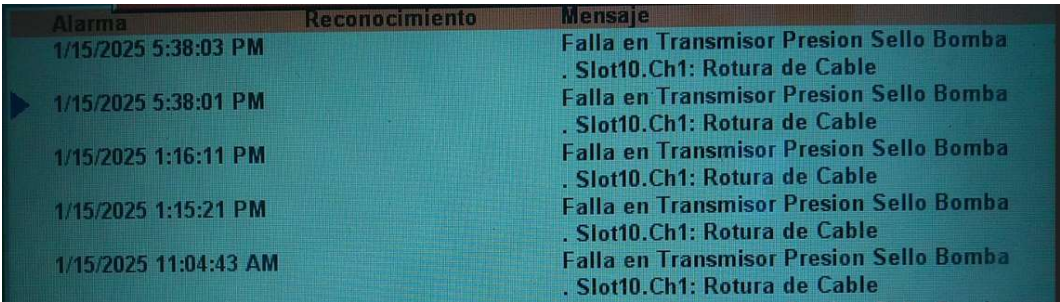 Alarma Reconocimiento Mensaje
1/15/2025 5:38:03 PM Falla en Transmisor Presion Sello Bomba
. Slot10.Ch1: Rotura de Cable
1/15/2025 5:38:01 PM Falla en Transmisor Presion Sello Bomba
. Slot10.Ch1: Rotura de Cable
1/15/2025 1:16:11 PM Falla en Transmisor Presion Sello Bomba
. Slot10.Ch1: Rotura de Cable
1/15/2025 1:15:21 PM Falla en Transmisor Presion Sello Bomba
. Slot10.Ch1: Rotura de Cable
1/15/2025 11:04:43 AM Falla en Transmisor Presion Sello Bomba
. Slot10.Ch1: Rotura de Cable